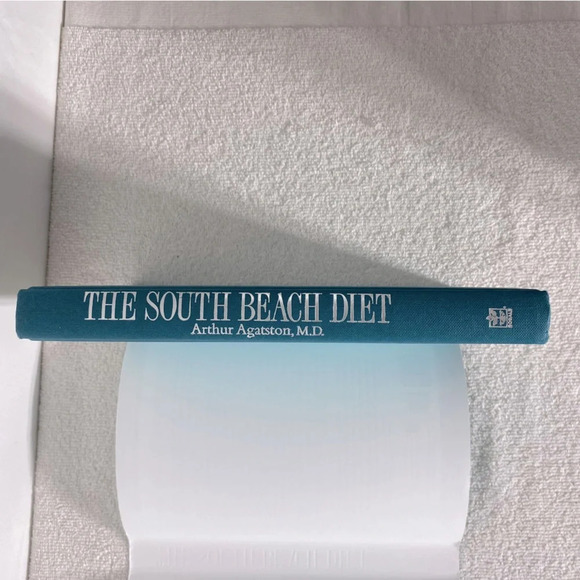 THE SOUTH BEACH DIET
Arthur Agatston, M.D.